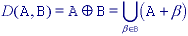 D(𝔸,𝔹) = 𝔸 ⊕ 𝔹 = ⋃_{β∈𝔹} (𝔸 + β)